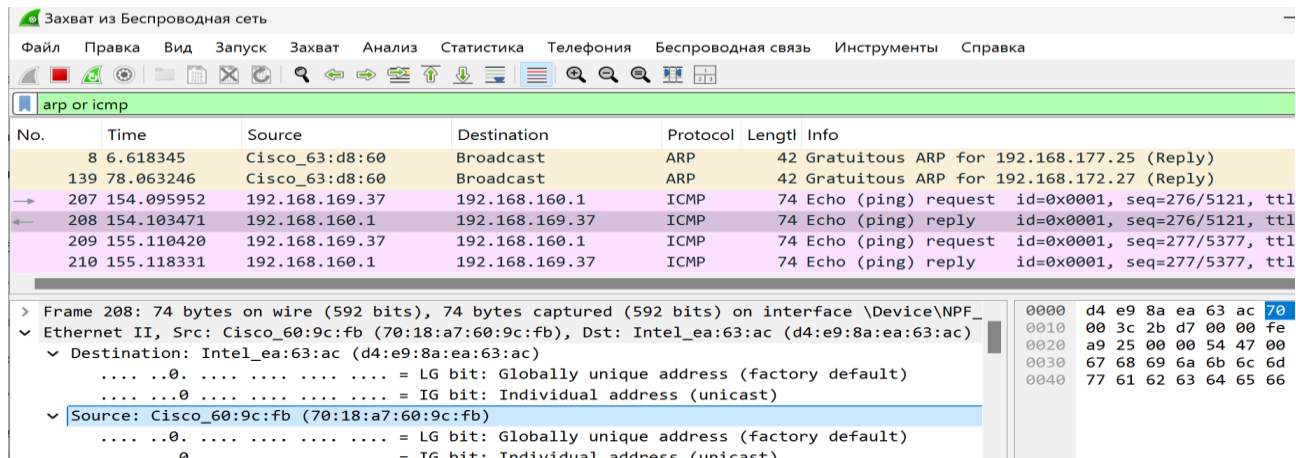 Захват из Беспроводная сеть
Файл Правка Вид Запуск Захват Анализ Статистика Телефония Беспроводная связь Инструменты Справка
arp or icmp
No. Time Source Destination Protocol Lengtl Info
8 6.618345 Cisco_63:d8:60 Broadcast ARP 42 Gratuitous ARP for 192.168.177.25 (Reply)
139 78.063246 Cisco_63:d8:60 Broadcast ARP 42 Gratuitous ARP for 192.168.172.27 (Reply)
207 154.095952 192.168.169.37 192.168.160.1 ICMP 74 Echo (ping) request id=0x0001, seq=276/5121, ttl
208 154.103471 192.168.160.1 192.168.169.37 ICMP 74 Echo (ping) reply id=0x0001, seq=276/5121, ttl
209 155.110420 192.168.169.37 192.168.160.1 ICMP 74 Echo (ping) request id=0x0001, seq=277/5377, ttl
210 155.118331 192.168.160.1 192.168.169.37 ICMP 74 Echo (ping) reply id=0x0001, seq=277/5377, ttl
Frame 208: 74 bytes on wire (592 bits), 74 bytes captured (592 bits) on interface \Device\NPF_
Ethernet II, Src: Cisco_60:9c:fb (70:18:a7:60:9c:fb), Dst: Intel_ea:63:ac (d4:e9:8a:ea:63:ac)
Destination: Intel_ea:63:ac (d4:e9:8a:ea:63:ac)
.... ..0. .... .... .... .... = LG bit: Globally unique address (factory default)
.... ...0 .... .... .... .... = IG bit: Individual address (unicast)
Source: Cisco_60:9c:fb (70:18:a7:60:9c:fb)
.... ..0. .... .... .... .... = LG bit: Globally unique address (factory default)
.... ...0 .... .... .... .... = IG bit: Individual address (unicast)
0000 d4 e9 8a ea 63 ac 70
0010 00 3c 2b d7 00 00 fe
0020 a9 25 00 00 54 47 00
0030 67 68 69 6a 6b 6c 6d
0040 77 61 62 63 64 65 66